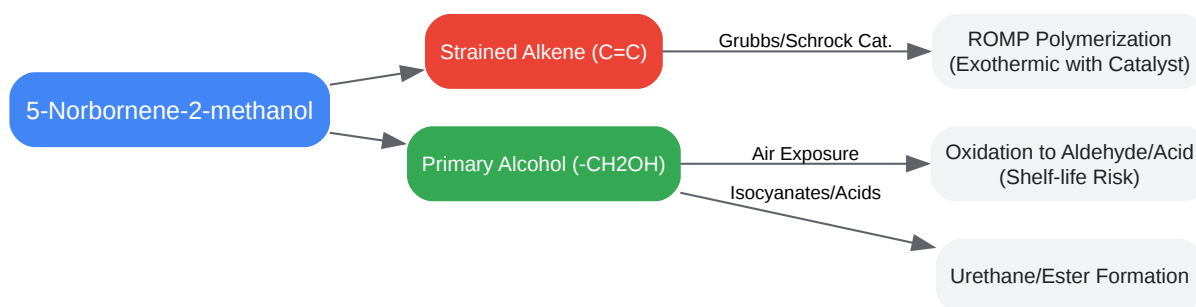 5-Norbornene-2-methanol
Strained Alkene (C=C)
Grubbs/Schrock Cat.
ROMP Polymerization
(Exothermic with Catalyst)
Primary Alcohol (-CH2OH)
Air Exposure
Oxidation to Aldehyde/Acid
(Shelf-life Risk)
Isocyanates/Acids
Urethane/Ester Formation